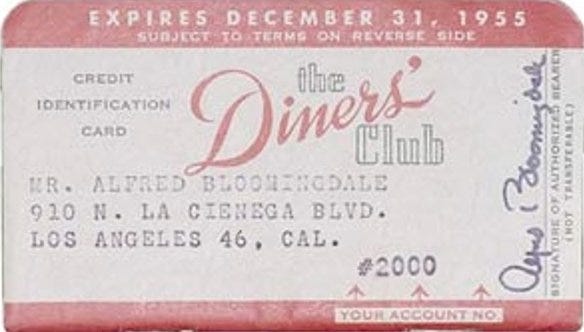 EXPIRES DECEMBER 31, 1955
SUBJECT TO TERMS ON REVERSE SIDE
CREDIT
IDENTIFICATION
CARD
the
Diners'
Club
MR. ALFRED BLOOMINGDALE
910 N. LA CIENEGA BLVD.
LOS ANGELES 46, CAL.
#2000
YOUR ACCOUNT NO.
Bloomingdale
SIGNATURE OF AUTHORIZED BEARER
(NOT TRANSFERABLE)